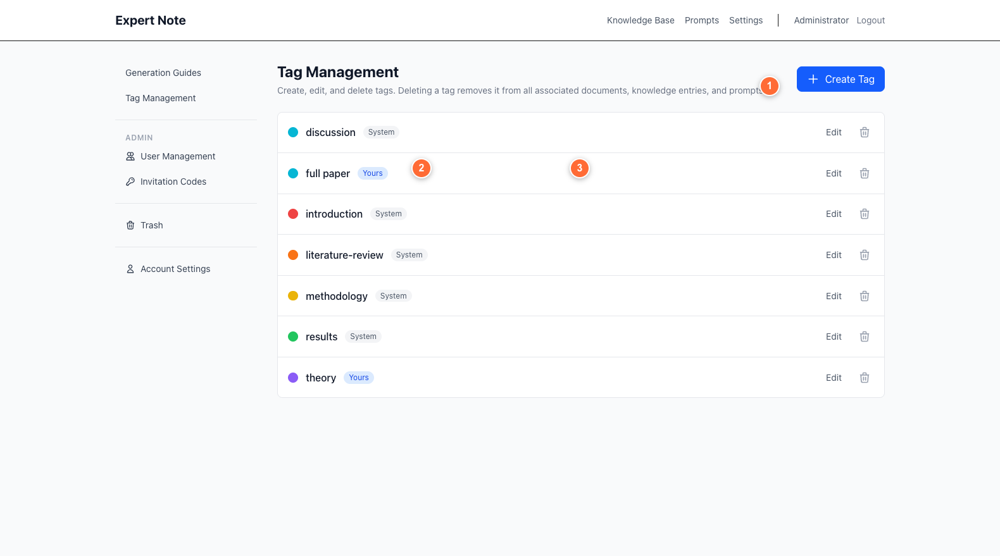 Expert Note
Knowledge Base Prompts Settings Administrator Logout
Generation Guides
Tag Management
ADMIN
User Management
Invitation Codes
Trash
Account Settings
Tag Management
Create, edit, and delete tags. Deleting a tag removes it from all associated documents, knowledge entries, and prompts
1
Create Tag
discussion System Edit
full paper Yours 2 3 Edit
introduction System Edit
literature-review System Edit
methodology System Edit
results System Edit
theory Yours Edit